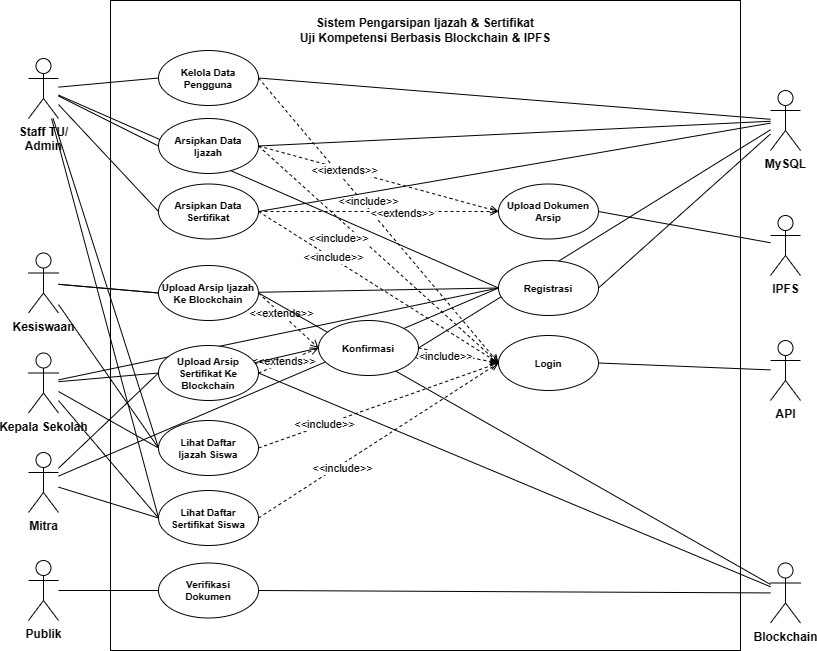 Sistem Pengarsipan Ijazah & Sertifikat
Uji Kompetensi Berbasis Blockchain & IPFS
Kelola Data
Pengguna
Staff TU/
Admin
Arsipkan Data
Ijazah
MySQL
<<iextends>>
Arsipkan Data
Sertifikat
<<include>>
<<extends>>
Upload Dokumen
Arsip
<<include>>
<<include>>
IPFS
Upload Arsip Ijazah
Ke Blockchain
Registrasi
<<extends>>
Kesiswaan
Konfirmasi
<<include>>
<<extends>>
Upload Arsip
Sertifikat Ke
Blockchain
Login
API
Kepala Sekolah
<<include>>
Lihat Daftar
Ijazah Siswa
<<include>>
Mitra
Lihat Daftar
Sertifikat Siswa
Verifikasi
Dokumen
Publik
Blockchain